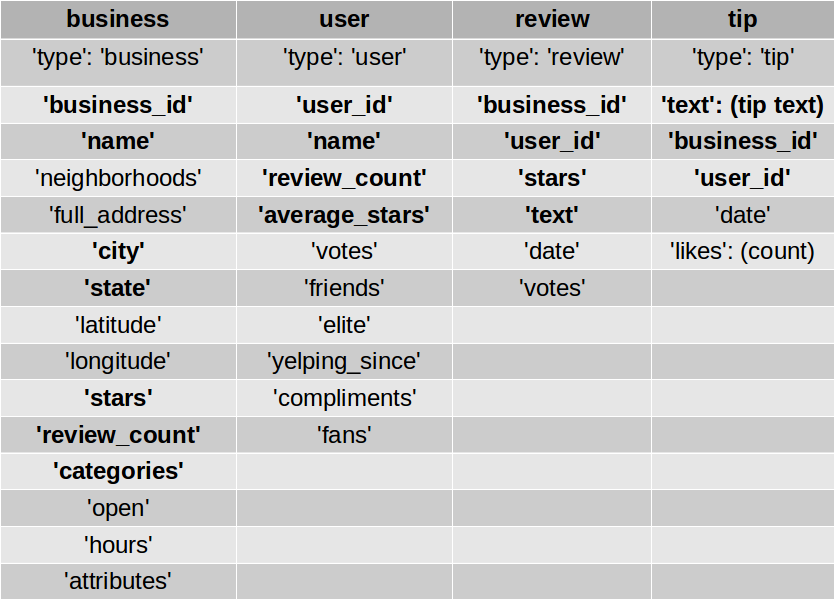 business user review tip
'type': 'business' 'type': 'user' 'type': 'review' 'type': 'tip'
'business_id' 'user_id' 'business_id' 'text': (tip text)
'name' 'name' 'user_id' 'business_id'
'neighborhoods' 'review_count' 'stars' 'user_id'
'full_address' 'average_stars' 'text' 'date'
'city' 'votes' 'date' 'likes': (count)
'state' 'friends' 'votes'
'latitude' 'elite'
'longitude' 'yelping_since'
'stars' 'compliments'
'review_count' 'fans'
'categories'
'open'
'hours'
'attributes'